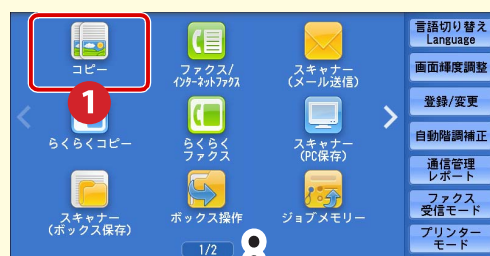 コピー
ファクス/
インターネットファクス
スキャナー
(メール送信)
1
らくらくコピー
らくらく
ファクス
スキャナー
(PC保存)
スキャナー
(ボックス保存)
ボックス操作
ジョブメモリー
1/2
言語切り替え
Language
画面輝度調整
登録/変更
自動階調補正
通信管理
レポート
ファクス
受信モード
プリンター
モード